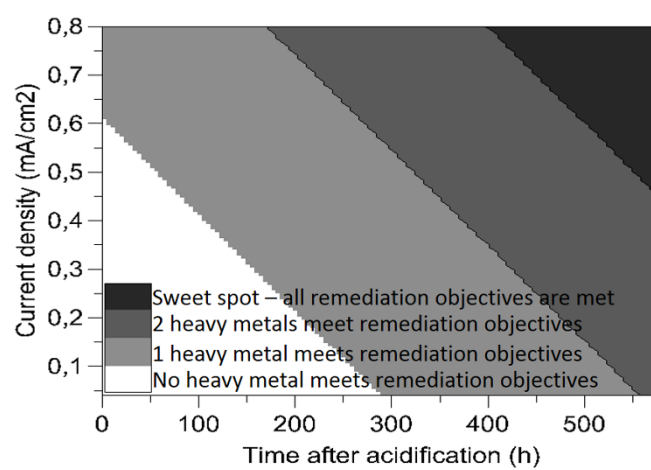 0,8
0,7
0,6
0,5
0,4
0,3
0,2
0,1
Current density (mA/cm2)
Sweet spot – all remediation objectives are met
2 heavy metals meet remediation objectives
1 heavy metal meets remediation objectives
No heavy metal meets remediation objectives
0 100 200 300 400 500
Time after acidification (h)